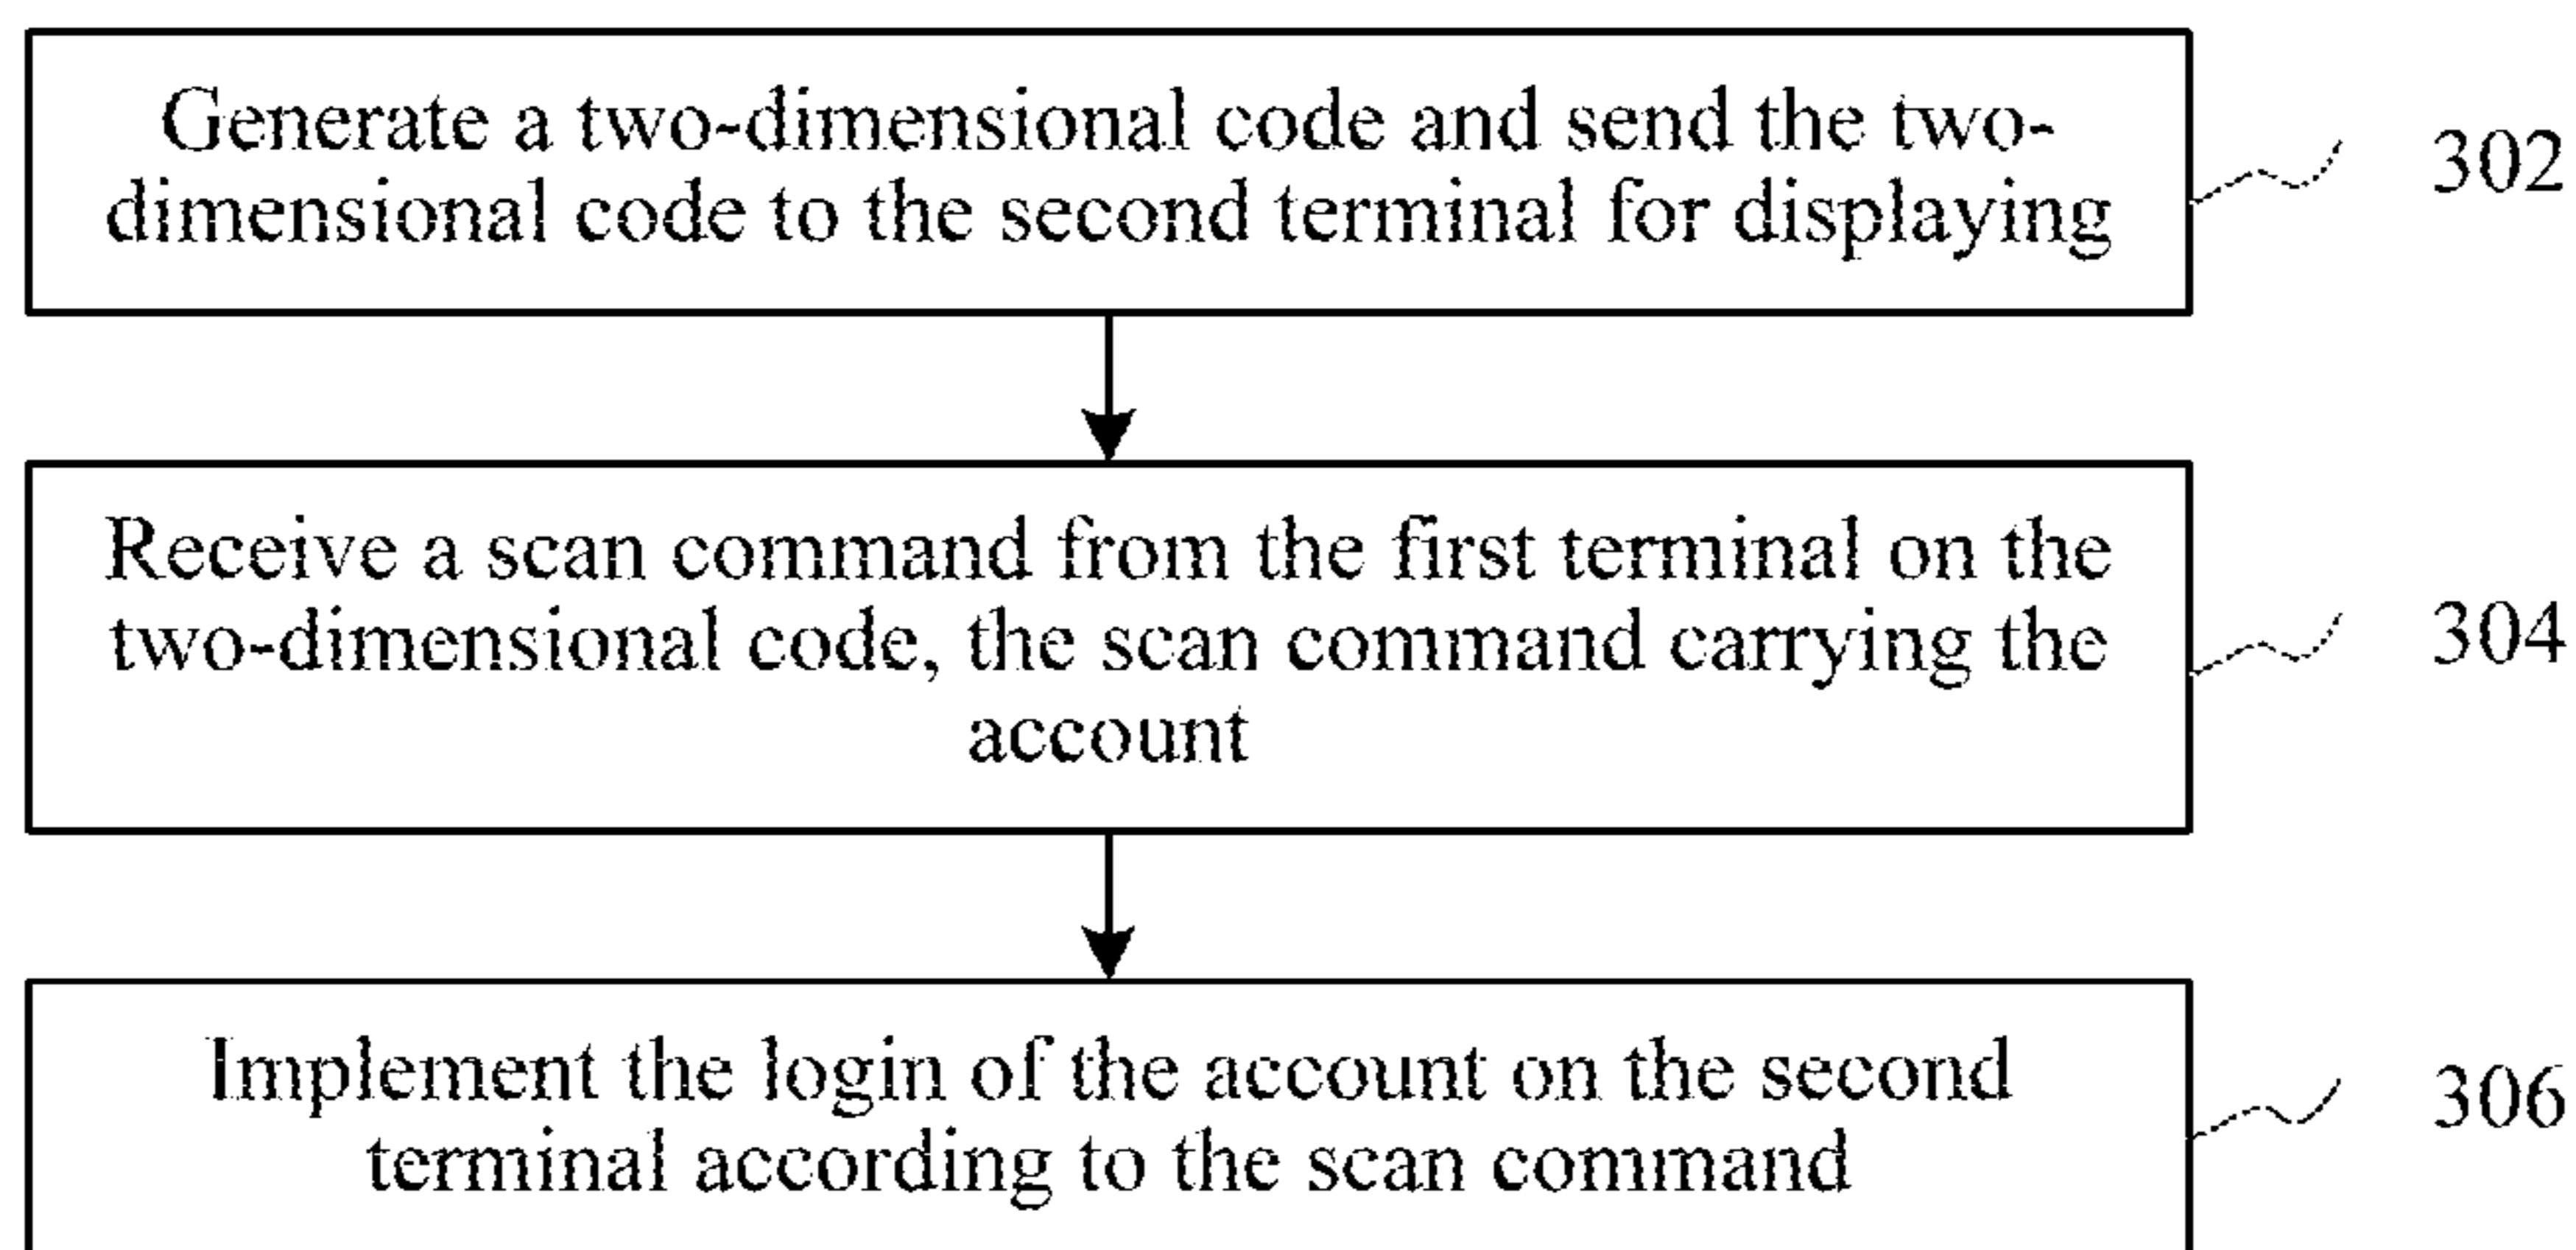 Generate a two-dimensional code and send the two-
dimensional code to the second terminal for displaying
302
Receive a scan command from the first terminal on the
two-dimensional code, the scan command carrying the
account
304
Implement the login of the account on the second
terminal according to the scan command
306